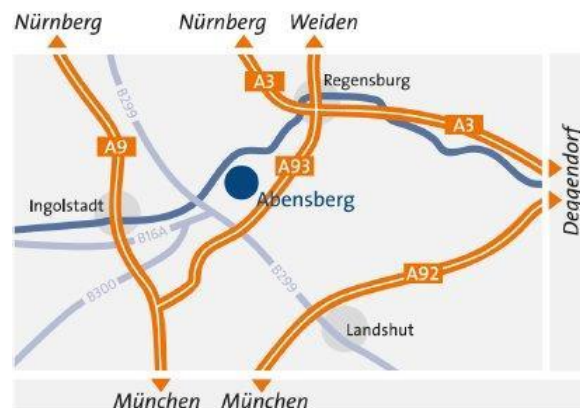 Nürnberg
Nürnberg
Weiden
B299
A3
Regensburg
A9
A3
A93
Deggendorf
Ingolstadt
Abensberg
B16A
B300
B299
A92
Landshut
München
München